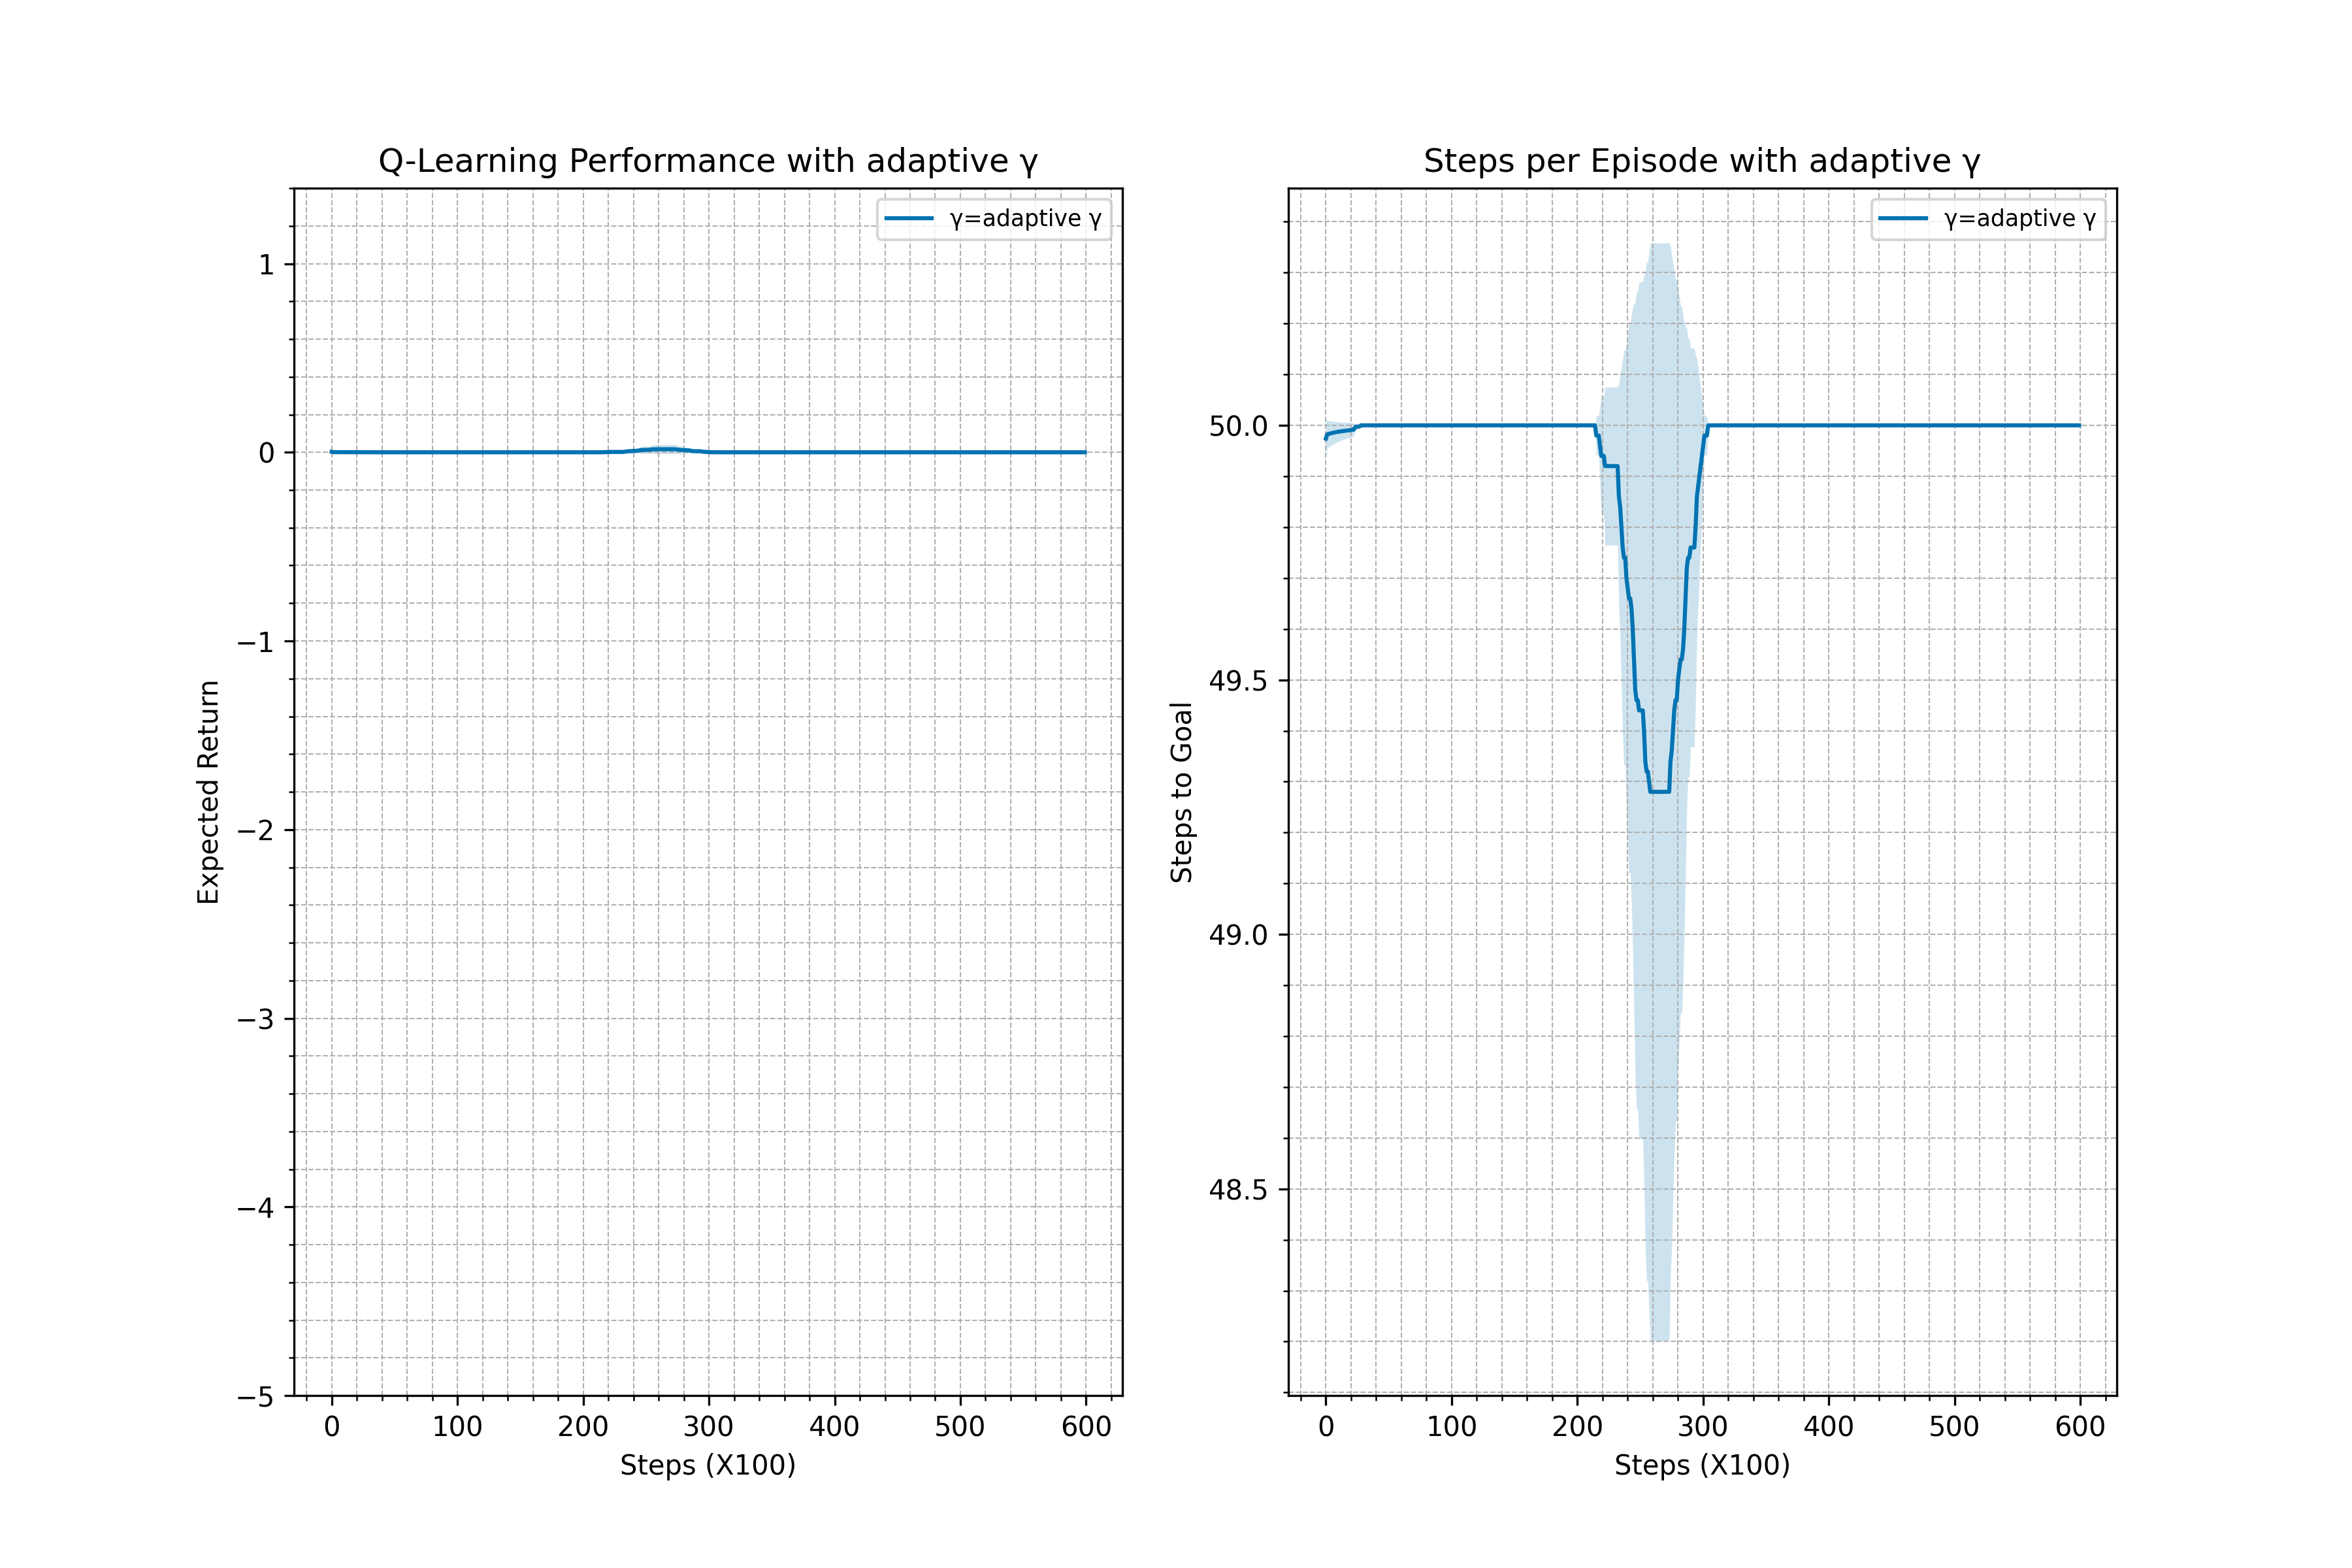 Q-Learning Performance with adaptive γ
γ=adaptive γ
Expected Return
1
0
−1
−2
−3
−4
−5
0 100 200 300 400 500 600
Steps (X100)
Steps per Episode with adaptive γ
γ=adaptive γ
Steps to Goal
50.0
49.5
49.0
48.5
0 100 200 300 400 500 600
Steps (X100)